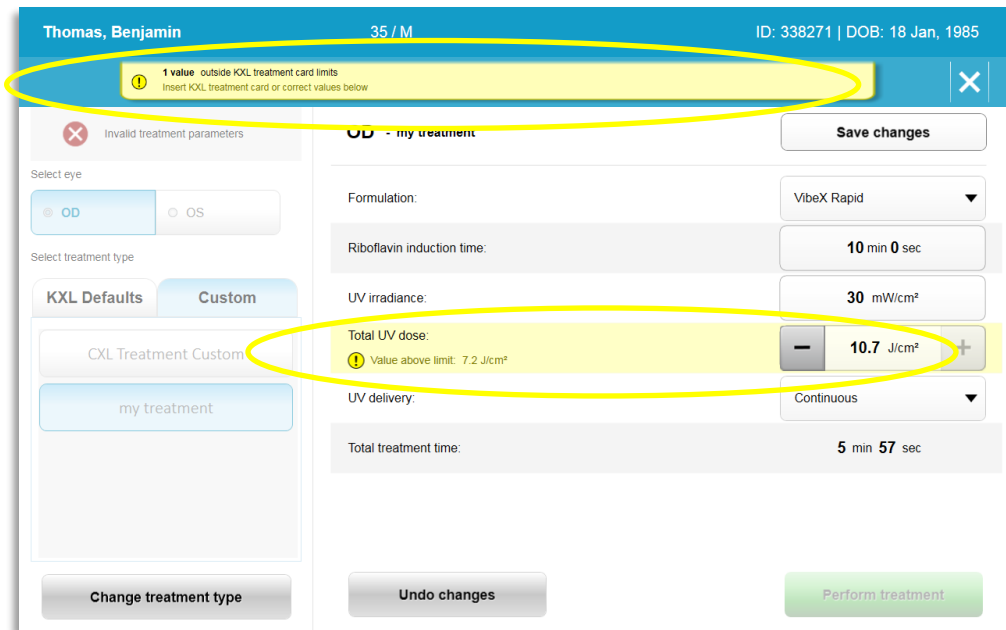 Thomas, Benjamin 35 / M ID: 338271 | DOB: 18 Jan, 1985
1 value outside KXL treatment card limits
Insert KXL treatment card or correct values below
Invalid treatment parameters
Select eye
OD OS
Select treatment type
KXL Defaults Custom
CXL Treatment Custom
my treatment
Change treatment type
OD - my treatment Save changes
Formulation: VibeX Rapid
Riboflavin induction time: 10 min 0 sec
UV irradiance: 30 mW/cm²
Total UV dose: 10.7 J/cm²
Value above limit: 7.2 J/cm²
UV delivery: Continuous
Total treatment time: 5 min 57 sec
Undo changes Perform treatment